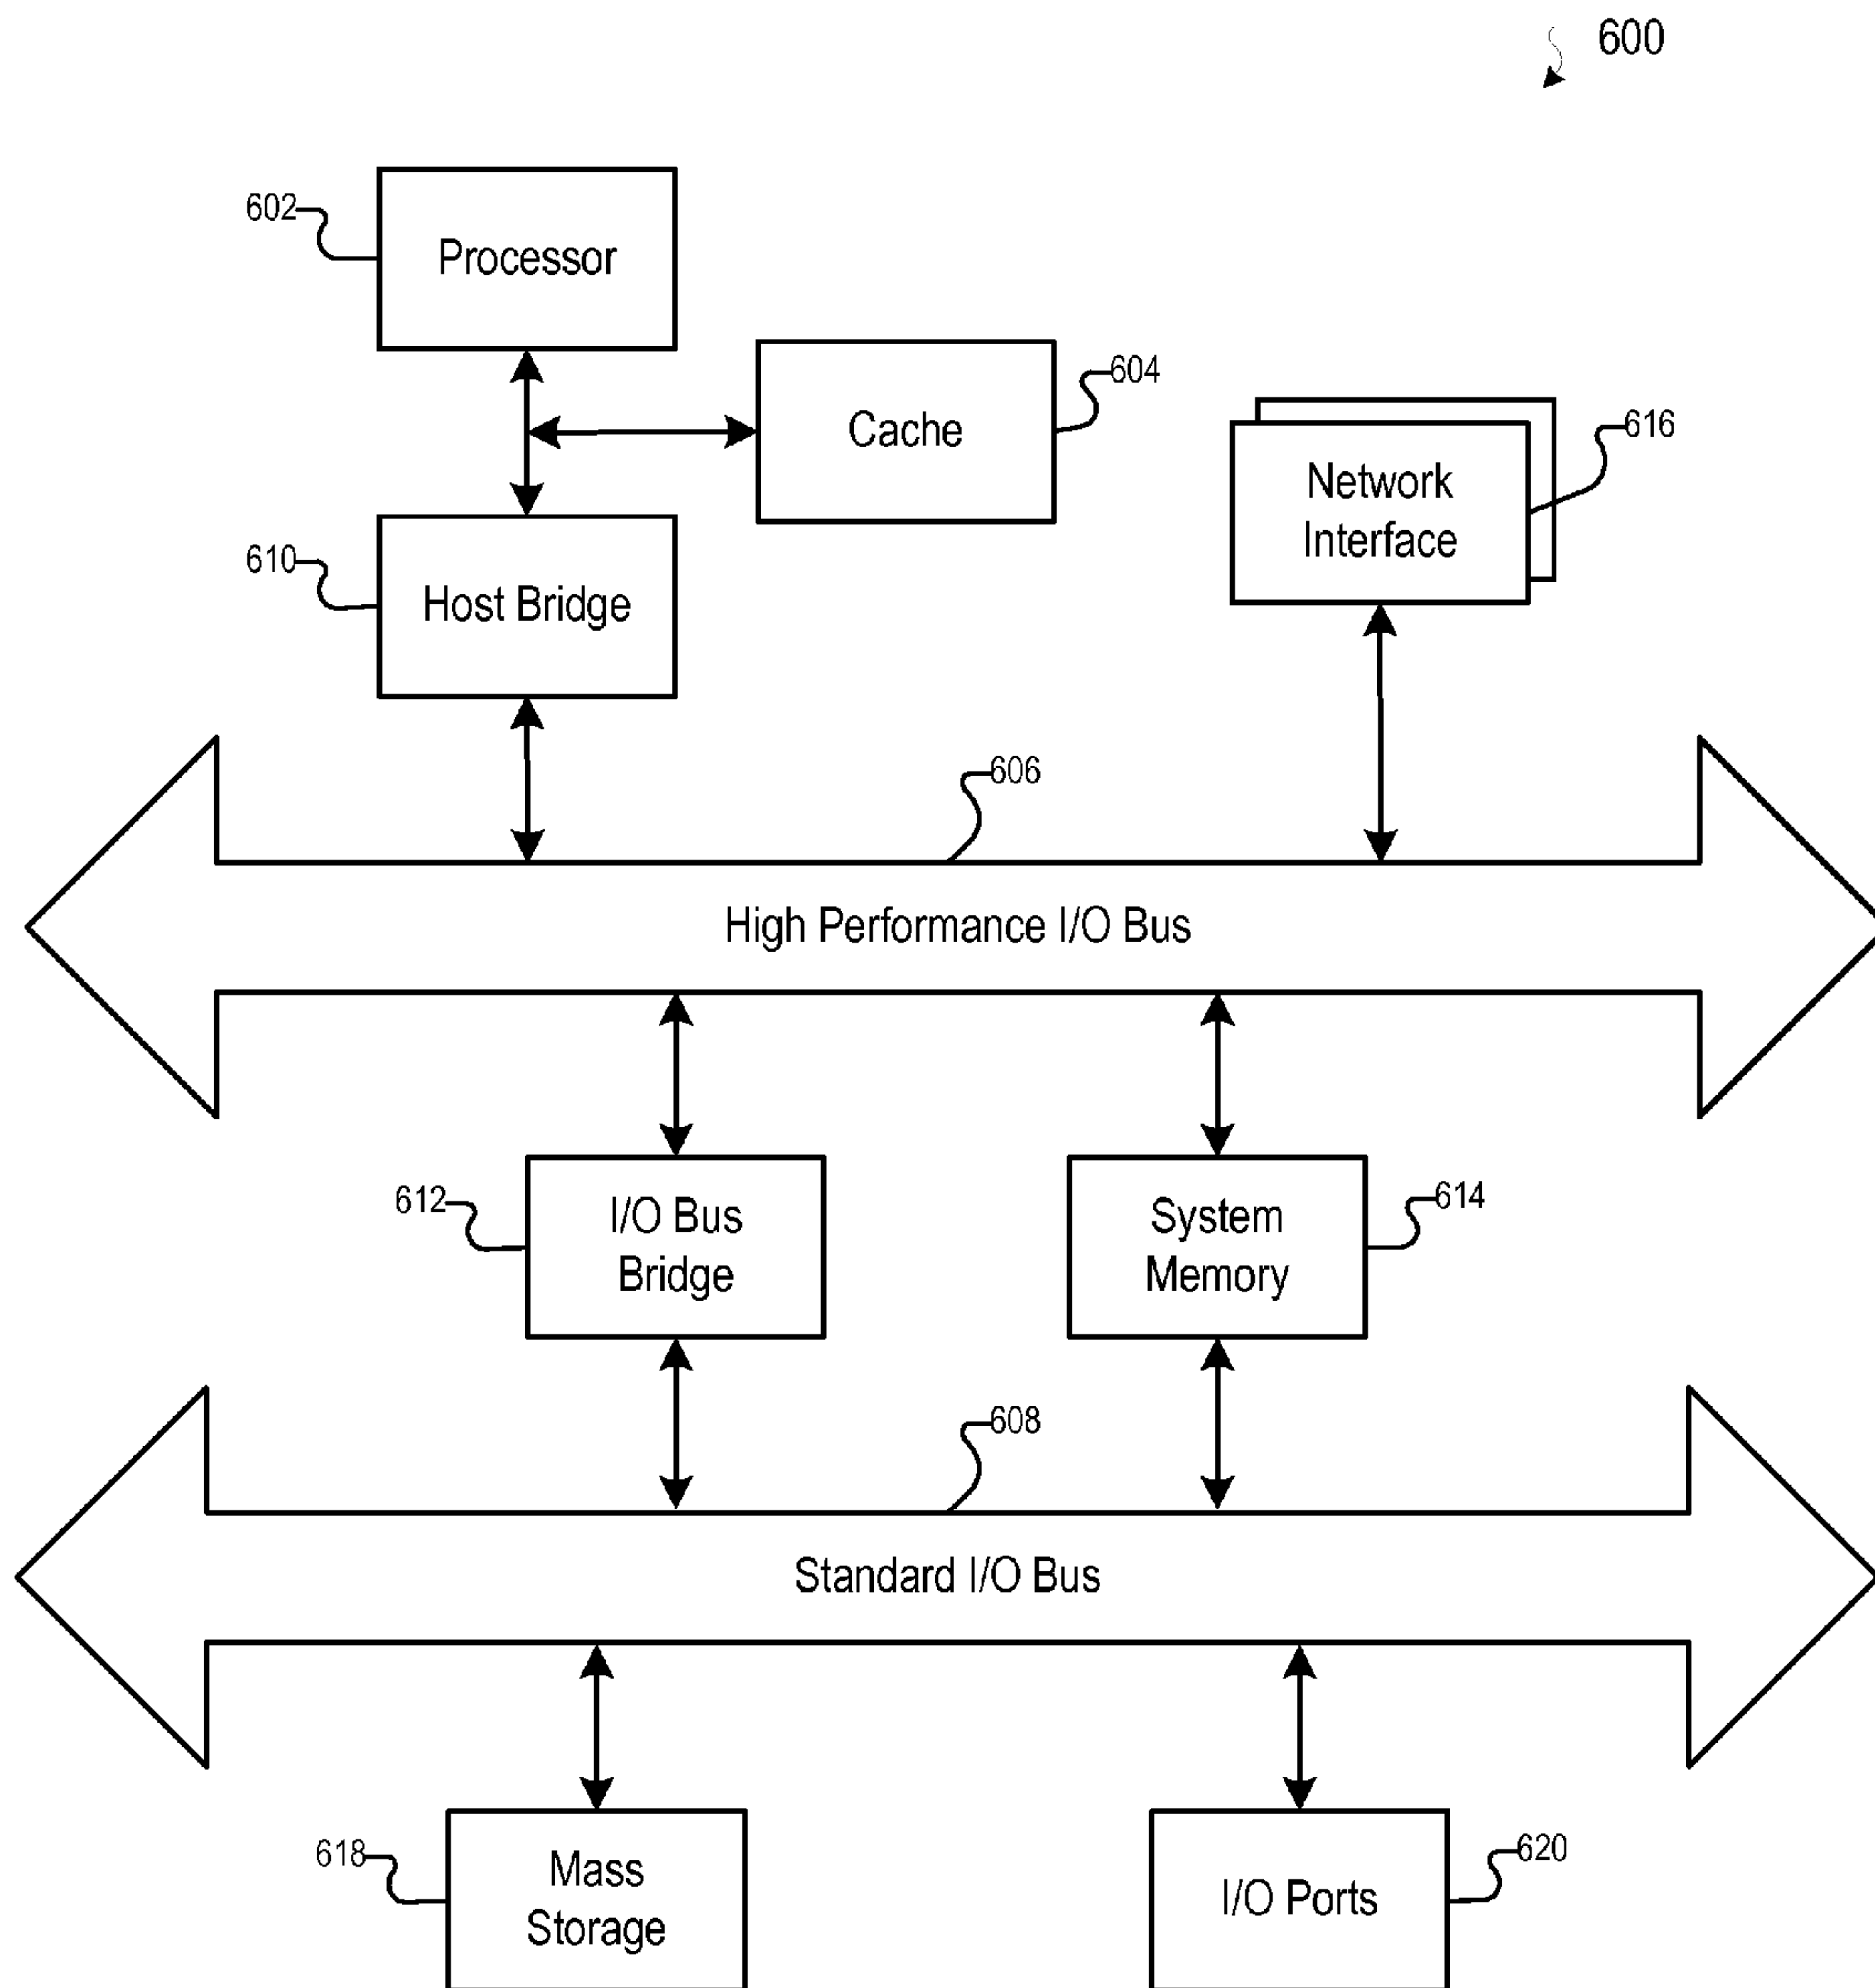 600
602
Processor
604
Cache
616
Network
Interface
610
Host Bridge
606
High Performance I/O Bus
612
I/O Bus
Bridge
System
Memory
614
608
Standard I/O Bus
618
Mass
Storage
I/O Ports
620